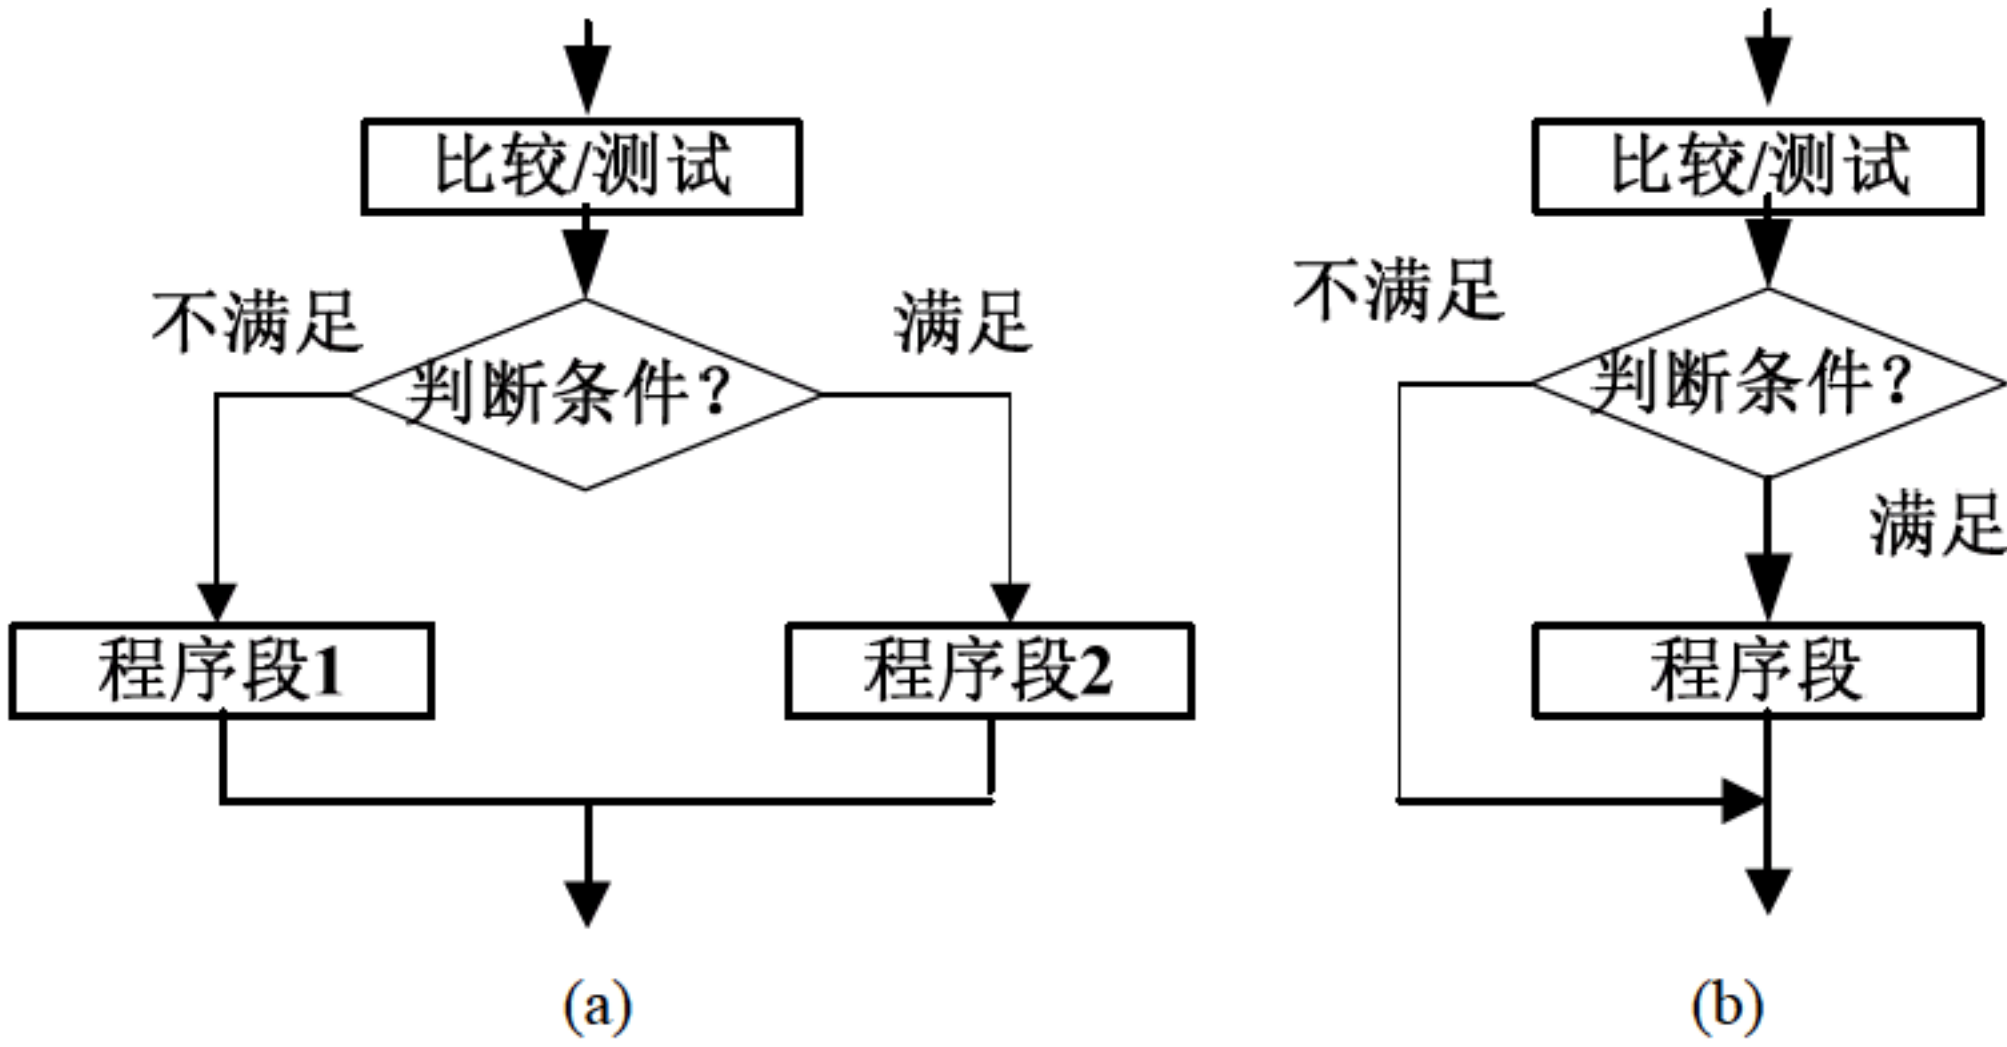 比较/测试
不满足
满足
判断条件？
程序段1
程序段2
(a)
比较/测试
不满足
判断条件？
满足
程序段
(b)